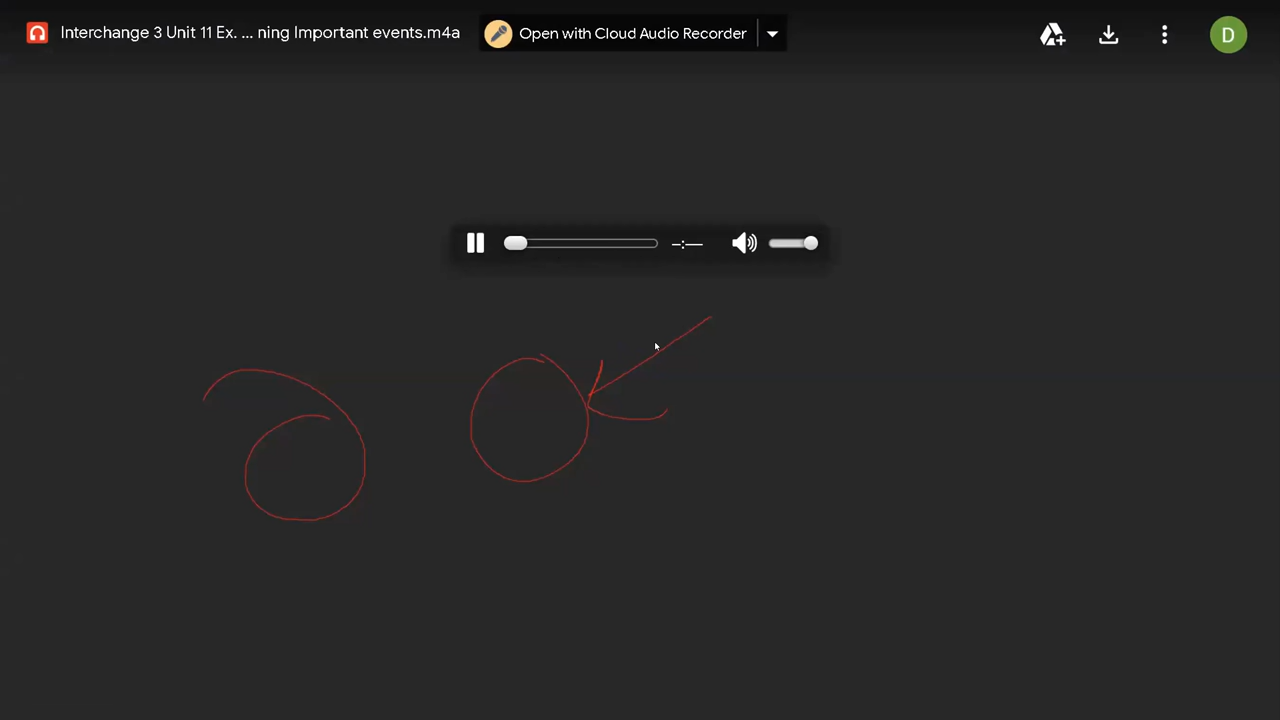 Interchange 3 Unit 11 Ex. ... ning Important events.m4a
Open with Cloud Audio Recorder
D
--:--